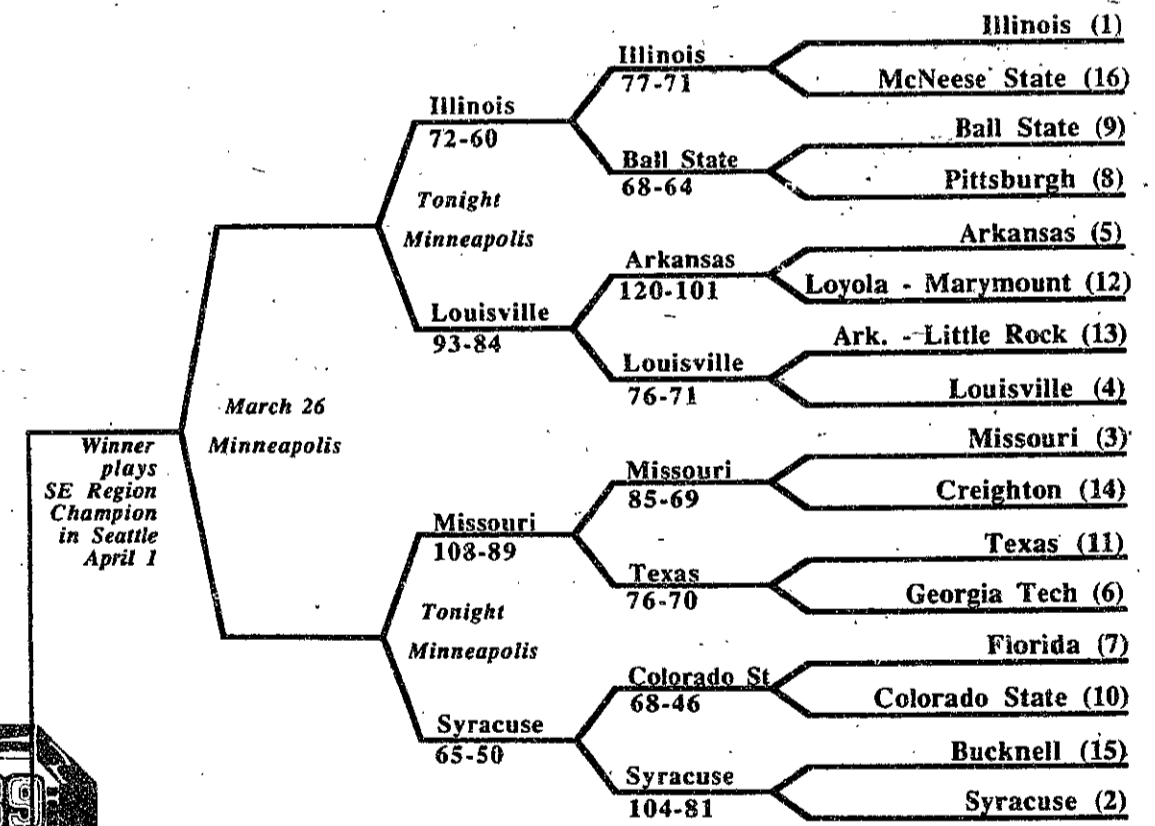 Illinois (1)
McNeese State (16)
Ball State (9)
Pittsburgh (8)
Arkansas (5)
Loyola - Marymount (12)
Ark. - Little Rock (13)
Louisville (4)
Missouri (3)
Creighton (14)
Texas (11)
Georgia Tech (6)
Florida (7)
Colorado State (10)
Bucknell (15)
Syracuse (2)
Illinois
77-71
Ball State
68-64
Arkansas
120-101
Louisville
76-71
Missouri
85-69
Texas
76-70
Colorado St
68-46
Syracuse
104-81
Illinois
72-60
Louisville
93-84
Missouri
108-89
Syracuse
65-50
Tonight
Minneapolis
Tonight
Minneapolis
March 26
Minneapolis
Winner
plays
SE Region
Champion
in Seattle
April 1